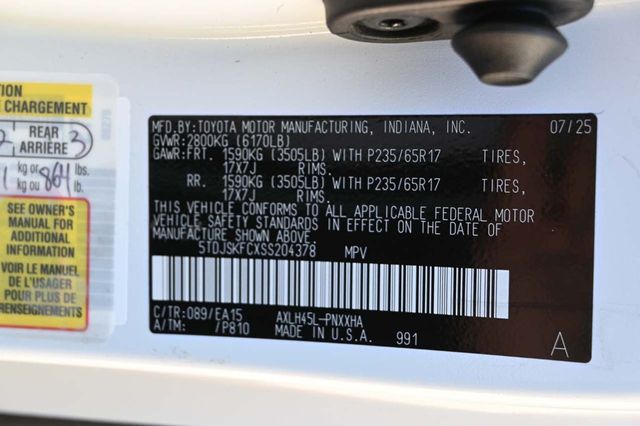 CHARGEMENT
REAR 3
ARRIÈRE
kg or 864 lb.
kg ou lb.
SEE OWNER'S
MANUAL FOR
ADDITIONAL
INFORMATION
VOIR LE MANUEL
DE L'USAGER
POUR PLUS DE
RENSEIGNEMENTS
MFD.BY:TOYOTA MOTOR MANUFACTURING, INDIANA, INC. 07/25
GVWR:2800KG (6170LB)
GAWR:FRT. 1590KG (3505LB) WITH P235/65R17 TIRES,
17X7J RIMS.
RR. 1590KG (3505LB) WITH P235/65R17 TIRES,
17X7J RIMS.
THIS VEHICLE CONFORMS TO ALL APPLICABLE FEDERAL MOTOR
VEHICLE SAFETY STANDARDS IN EFFECT ON THE DATE OF
MANUFACTURE SHOWN ABOVE.
5TDJSKFCXSS204378 MPV
C/TR:089/EA15 AXLH45L-PNXXHA
A/TM: /P810 MADE IN U.S.A. 991 A